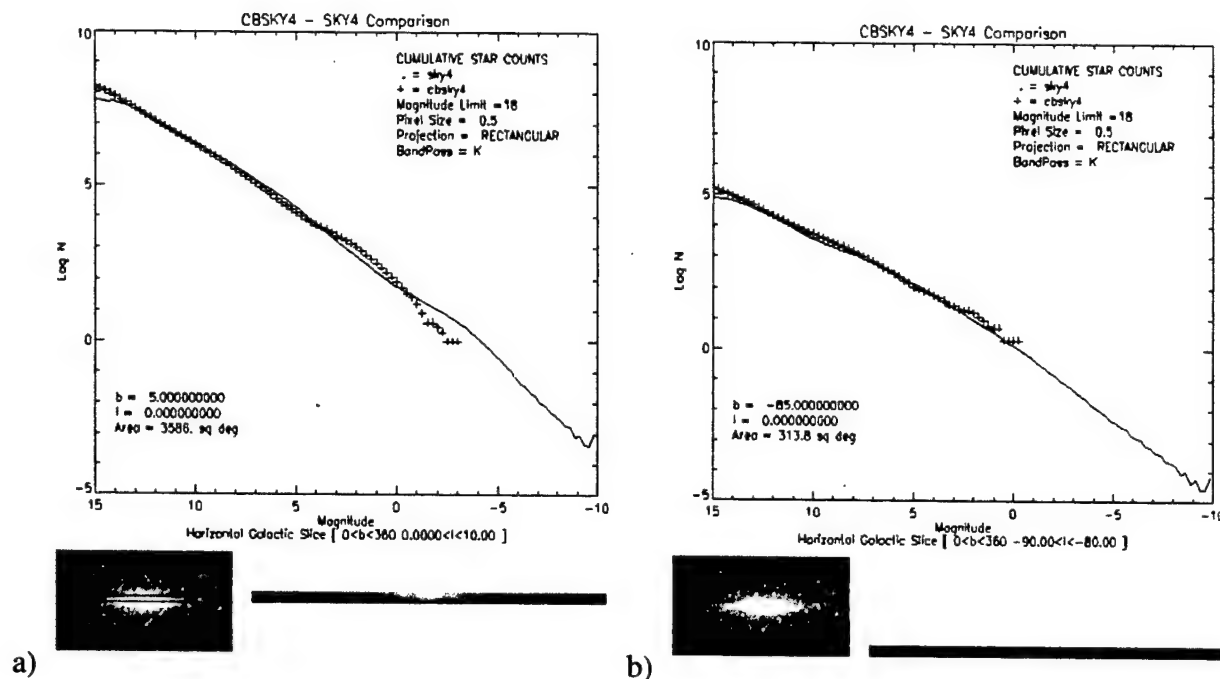 CBSKY4 – SKY4 Comparison
CUMULATIVE STAR COUNTS
. = sky4
+ = cbsky4
Magnitude Limit = 18
Pixel Size = 0.5
Projection = RECTANGULAR
BandPass = K
10
5
0
-5
Log N
b = 5.000000000
l = 0.000000000
Area = 3586. sq deg
15
10
5
0
-5
-10
Magnitude
Horizontal Galactic Slice [ 0<b<360 0.0000<l<10.00 ]
a)
CBSKY4 – SKY4 Comparison
CUMULATIVE STAR COUNTS
. = sky4
+ = cbsky4
Magnitude Limit = 18
Pixel Size = 0.5
Projection = RECTANGULAR
BandPass = K
10
5
0
-5
Log N
b = -85.00000000
l = 0.000000000
Area = 313.8 sq deg
15
10
5
0
-5
-10
Magnitude
Horizontal Galactic Slice [ 0<b<360 -90.00<l<-80.00 ]
b)